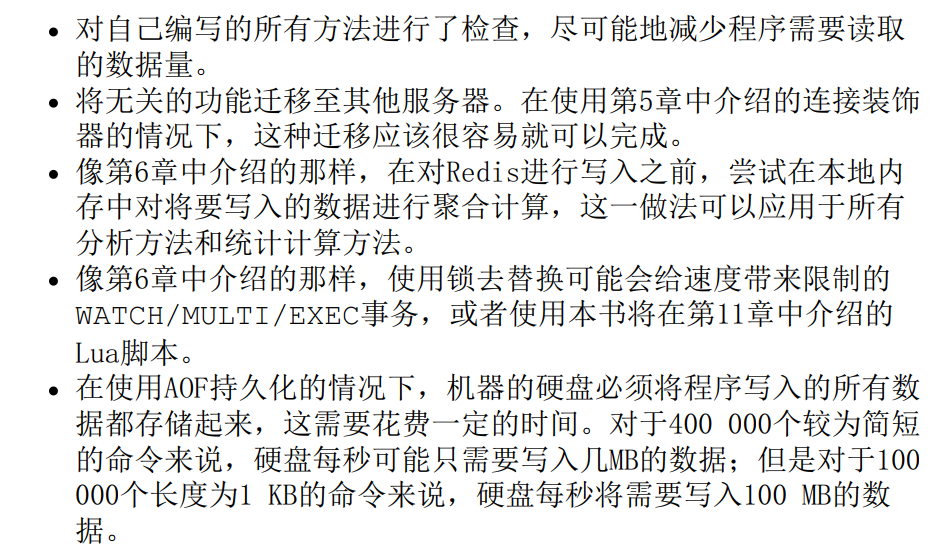 • 对自己编写的所有方法进行了检查，尽可能地减少程序需要读取
的数据量。
• 将无关的功能迁移至其他服务器。在使用第5章中介绍的连接装饰
器的情况下，这种迁移应该很容易就可以完成。
• 像第6章中介绍的那样，在对Redis进行写入之前，尝试在本地内
存中对将要写入的数据进行聚合计算，这一做法可以应用于所有
分析方法和统计计算方法。
• 像第6章中介绍的那样，使用锁去替换可能会给速度带来限制的
WATCH/MULTI/EXEC事务，或者使用本书将在第11章中介绍的
Lua脚本。
• 在使用AOF持久化的情况下，机器的硬盘必须将程序写入的所有数
据都存储起来，这需要花费一定的时间。对于400 000个较为简短
的命令来说，硬盘每秒可能只需要写入几MB的数据；但是对于100
000个长度为1 KB的命令来说，硬盘每秒将需要写入100 MB的数
据。